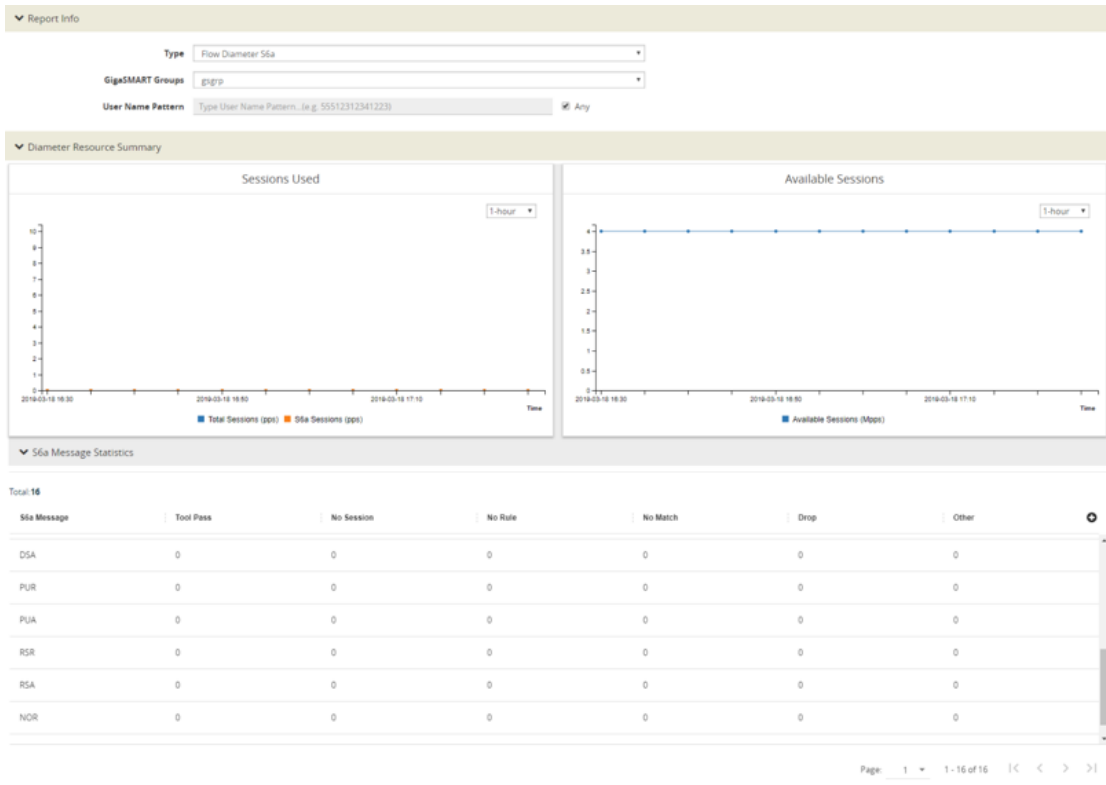 Report Info
Type Flow Diameter S6a
GigaSMART Groups gsgrp
User Name Pattern Type User Name Pattern...(e.g. 55512312341223) Any
Diameter Resource Summary
Sessions Used
1-hour
10
9
8
7
6
5
4
3
2
1
0
2019-03-18 16:30 2019-03-18 16:50 2019-03-18 17:10
Time
Total Sessions (pps) S6a Sessions (pps)
Available Sessions
1-hour
4
3.5
3
2.5
2
1.5
1
0.5
0
2019-03-18 16:30 2019-03-18 16:50 2019-03-18 17:10
Time
Available Sessions (Mpps)
S6a Message Statistics
Total:16
S6a Message Tool Pass No Session No Rule No Match Drop Other
DSA 0 0 0 0 0 0
PUR 0 0 0 0 0 0
PUA 0 0 0 0 0 0
RSR 0 0 0 0 0 0
RSA 0 0 0 0 0 0
NOR 0 0 0 0 0 0
Page: 1 1 - 16 of 16